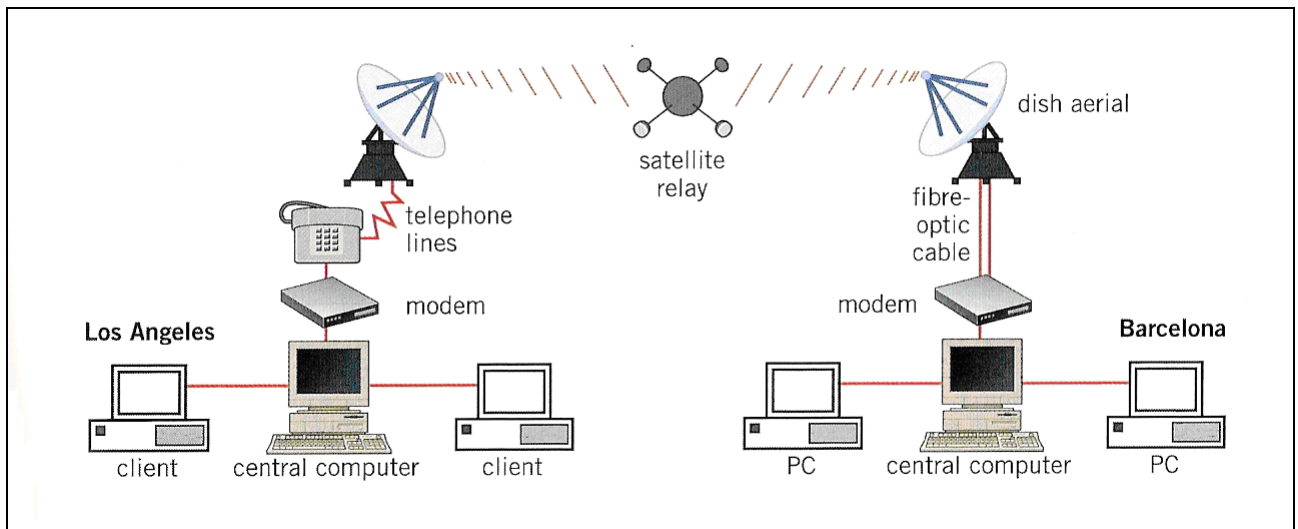 dish aerial
satellite
relay
telephone
lines
fibre-
optic
cable
modem
modem
Los Angeles
Barcelona
client
central computer
client
PC
central computer
PC